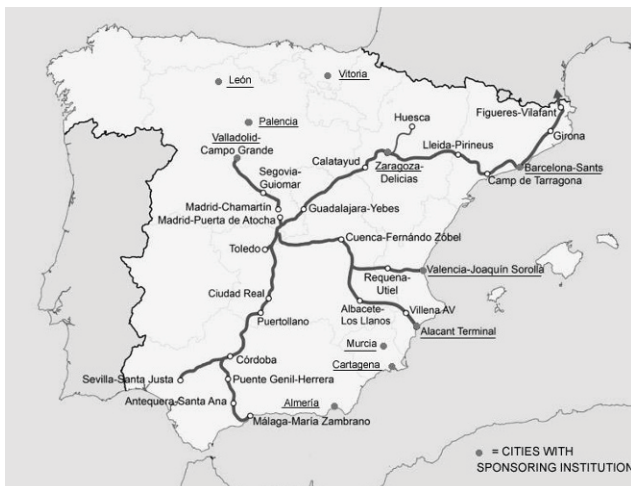 León
Vitoria
Palencia
Huesca
Figueres-Vilafant
Valladolid-
Campo Grande
Girona
Calatayud
Lleida-Pirineus
Zaragoza-
Delicias
Barcelona-Sants
Segovia-
Guiomar
Camp de Tarragona
Madrid-Chamartín
Guadalajara-Yebes
Madrid-Puerta de Atocha
Cuenca-Fernándo Zóbel
Toledo
Valencia-Joaquín Sorolla
Requena-
Utiel
Ciudad Real
Albacete-
Los Llanos
Villena AV
Puertollano
Alacant Terminal
Murcia
Córdoba
Cartagena
Sevilla-Santa Justa
Puente Genil-Herrera
Antequera-Santa Ana
Almería
Málaga-María Zambrano
= CITIES WITH
SPONSORING INSTITUTION